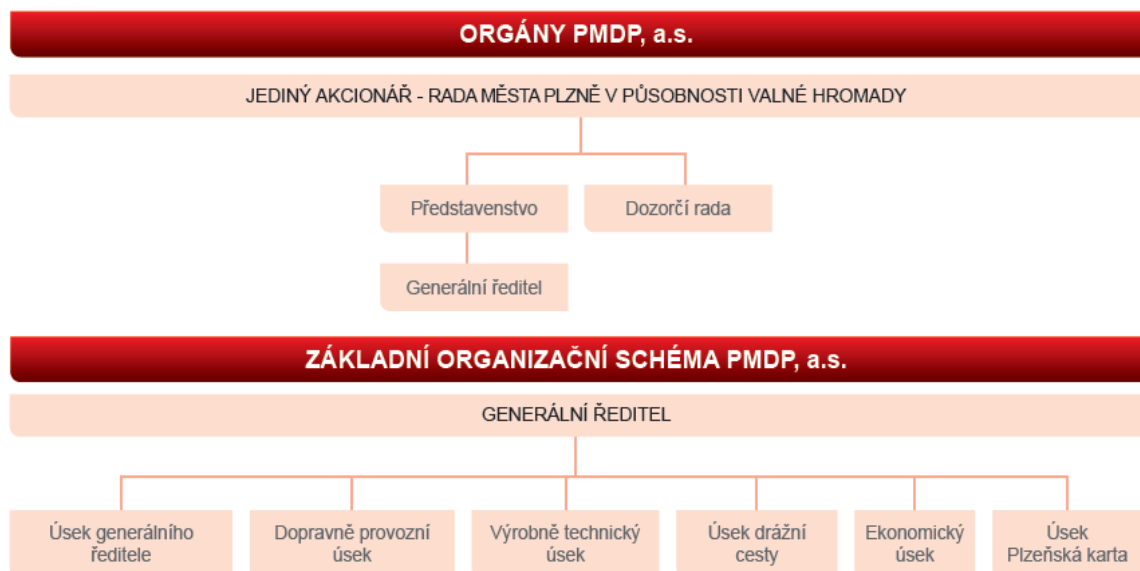 ORGÁNY PMDP, a.s.
JEDINÝ AKCIONÁŘ - RADA MĚSTA PLZNĚ V PŮSOBNOSTI VALNÉ HROMADY
Představenstvo
Dozorčí rada
Generální ředitel
ZÁKLADNÍ ORGANIZAČNÍ SCHÉMA PMDP, a.s.
GENERÁLNÍ ŘEDITEL
Úsek generálního
ředitele
Dopravně provozní
úsek
Výrobně technický
úsek
Úsek drážní
cesty
Ekonomický
úsek
Úsek
Plzeňská karta